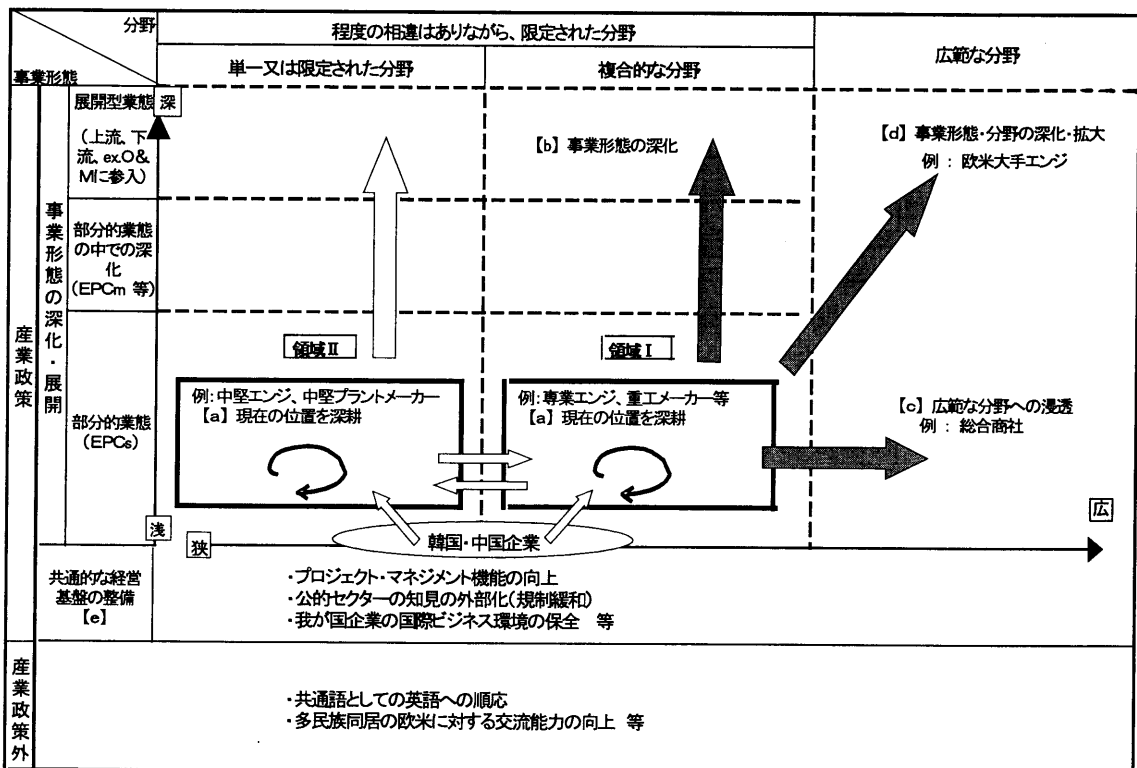 分野
事業形態
程度の相違はありながら、限定された分野
単一又は限定された分野
複合的な分野
広範な分野
産業政策
事業形態の深化・展開
展開型業態
(上流、下
流、ex.O&
Mに参入)
深
部分的業態
の中での深
化
(EPCm 等)
部分的業態
(EPCs)
【b】事業形態の深化
【d】事業形態・分野の深化・拡大
例 : 欧米大手エンジ
領域Ⅱ
領域Ⅰ
例:中堅エンジ、中堅プラントメーカー
【a】現在の位置を深耕
例:専業エンジ、重工メーカー等
【a】現在の位置を深耕
【c】広範な分野への浸透
例 : 総合商社
浅
狭
広
韓国・中国企業
共通的な経営
基盤の整備
【e】
・プロジェクト・マネジメント機能の向上
・公的セクターの知見の外部化(規制緩和)
・我が国企業の国際ビジネス環境の保全 等
産業政策外
・共通語としての英語への順応
・多民族同居の欧米に対する交流能力の向上 等